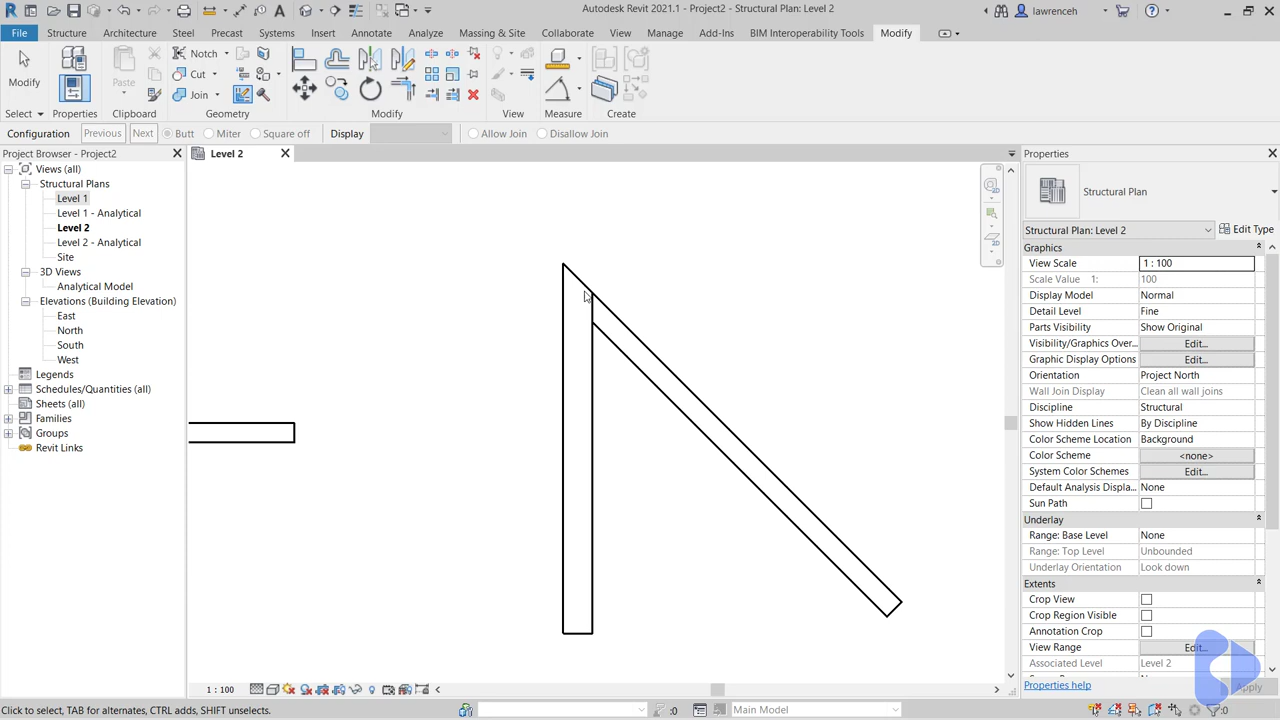 Autodesk Revit 2021.1 - Project2 - Structural Plan: Level 2
lawrenceh
File Structure Architecture Steel Precast Systems Insert Annotate Analyze Massing & Site Collaborate View Manage Add-Ins BIM Interoperability Tools Modify
Modify Paste Notch Cut Join
Select Properties Clipboard Geometry Modify View Measure Create
Configuration Previous Next Butt Miter Square off Display Allow Join Disallow Join
Project Browser - Project2
Views (all)
Structural Plans
Level 1
Level 1 - Analytical
Level 2
Level 2 - Analytical
Site
3D Views
Analytical Model
Elevations (Building Elevation)
East
North
South
West
Legends
Schedules/Quantities (all)
Sheets (all)
Families
Groups
Revit Links
Level 2
2D
2D
Properties
Structural Plan
Structural Plan: Level 2 Edit Type
Graphics
View Scale 1 : 100
Scale Value 1: 100
Display Model Normal
Detail Level Fine
Parts Visibility Show Original
Visibility/Graphics Over... Edit...
Graphic Display Options Edit...
Orientation Project North
Wall Join Display Clean all wall joins
Discipline Structural
Show Hidden Lines By Discipline
Color Scheme Location Background
Color Scheme <none>
System Color Schemes Edit...
Default Analysis Displa... None
Sun Path
Underlay
Range: Base Level None
Range: Top Level Unbounded
Underlay Orientation Look down
Extents
Crop View
Crop Region Visible
Annotation Crop
View Range Edit...
Associated Level Level 2
Properties help Apply
1 : 100
Click to select, TAB for alternates, CTRL adds, SHIFT unselects. :0 Main Model :0